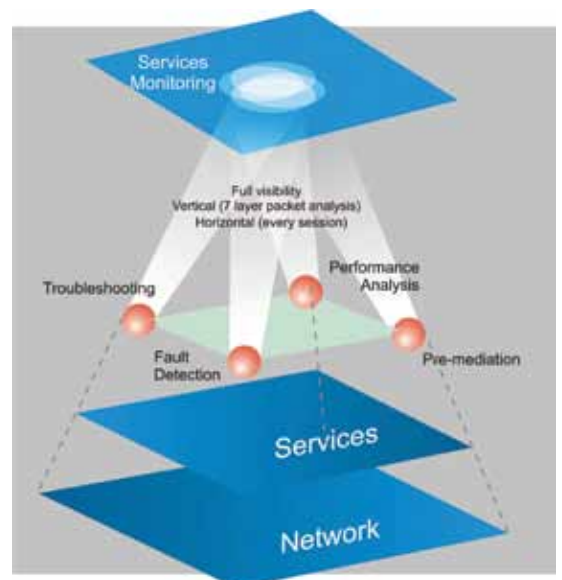 Services
Monitoring
Full visibility
Vertical (7 layer packet analysis)
Horizontal (every session)
Troubleshooting
Performance
Analysis
Fault
Detection
Pre-mediation
Services
Network